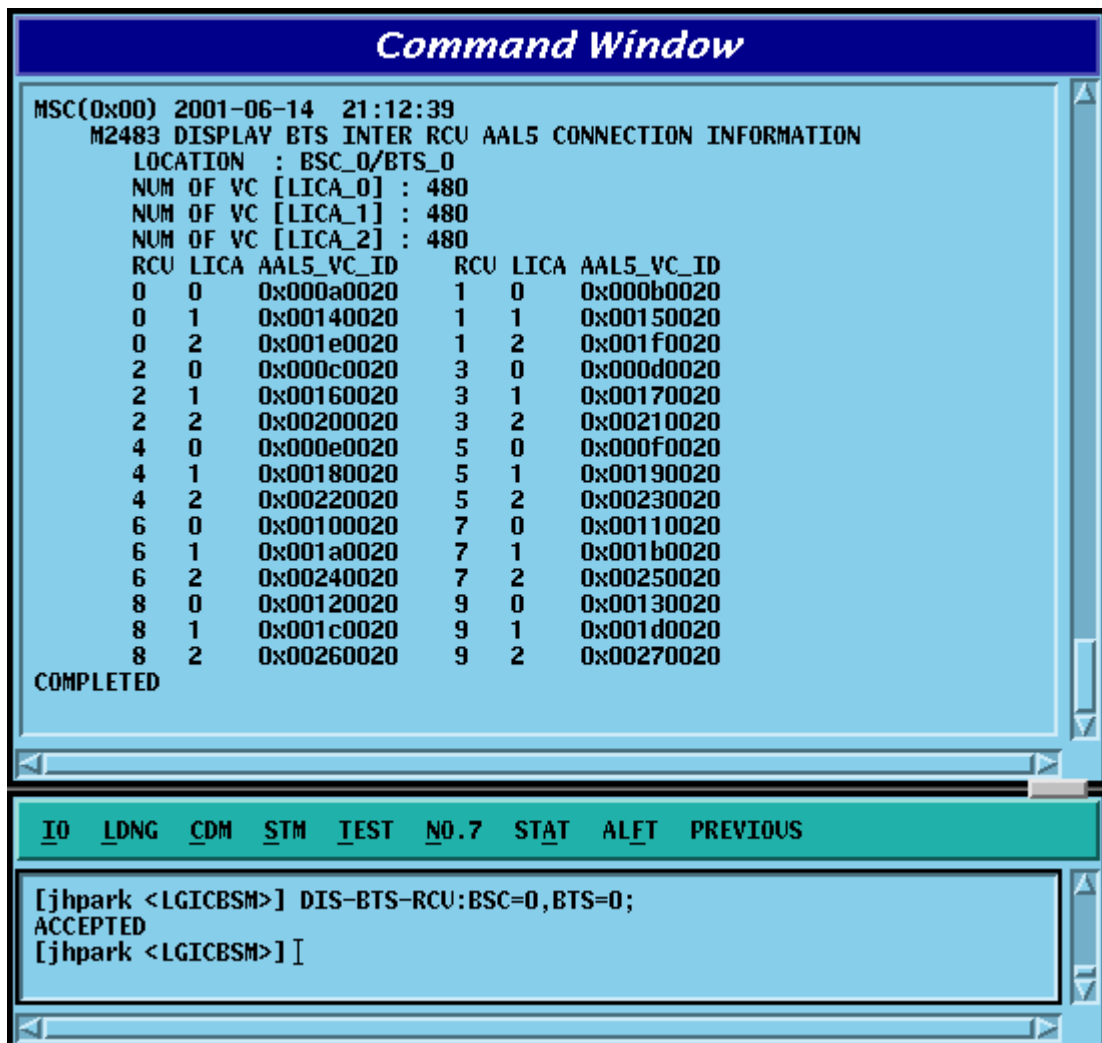 Command Window
MSC(0x00) 2001-06-14 21:12:39
M2483 DISPLAY BTS INTER RCU AAL5 CONNECTION INFORMATION
LOCATION : BSC_0/BTS_0
NUM OF VC [LICA_0] : 480
NUM OF VC [LICA_1] : 480
NUM OF VC [LICA_2] : 480
RCU LICA AAL5_VC_ID RCU LICA AAL5_VC_ID
0 0 0x000a0020 1 0 0x000b0020
0 1 0x00140020 1 1 0x00150020
0 2 0x001e0020 1 2 0x001f0020
2 0 0x000c0020 3 0 0x000d0020
2 1 0x00160020 3 1 0x00170020
2 2 0x00200020 3 2 0x00210020
4 0 0x000e0020 5 0 0x000f0020
4 1 0x00180020 5 1 0x00190020
4 2 0x00220020 5 2 0x00230020
6 0 0x00100020 7 0 0x00110020
6 1 0x001a0020 7 1 0x001b0020
6 2 0x00240020 7 2 0x00250020
8 0 0x00120020 9 0 0x00130020
8 1 0x001c0020 9 1 0x001d0020
8 2 0x00260020 9 2 0x00270020
COMPLETED
IO LDNG CDM STM TEST NO.7 STAT ALFT PREVIOUS
[jhpark <LGICBSM>] DIS-BTS-RCU:BSC=0,BTS=0;
ACCEPTED
[jhpark <LGICBSM>]